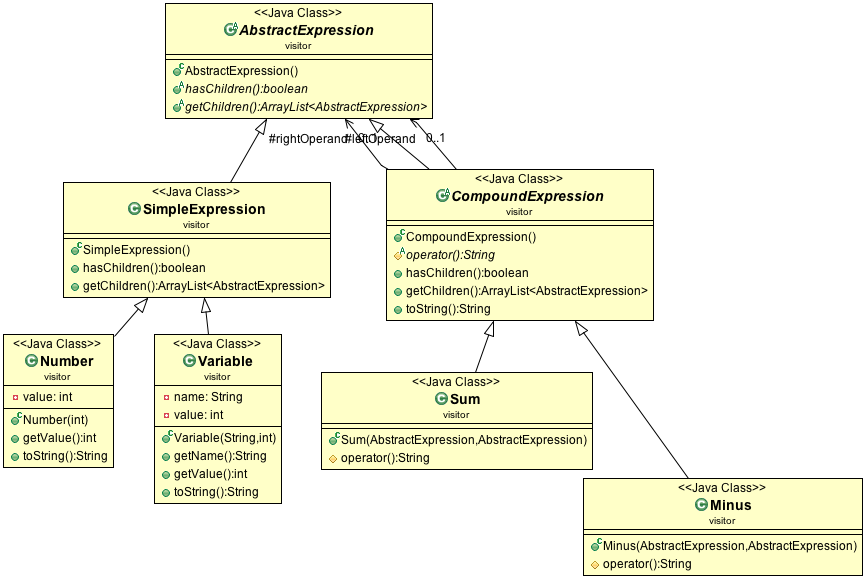 <<Java Class>>
AbstractExpression
visitor
AbstractExpression()
hasChildren():boolean
getChildren():ArrayList<AbstractExpression>
#rightOperand
0..1
#leftOperand
0..1
<<Java Class>>
SimpleExpression
visitor
SimpleExpression()
hasChildren():boolean
getChildren():ArrayList<AbstractExpression>
<<Java Class>>
CompoundExpression
visitor
CompoundExpression()
operator():String
hasChildren():boolean
getChildren():ArrayList<AbstractExpression>
toString():String
<<Java Class>>
Number
visitor
value: int
Number(int)
getValue():int
toString():String
<<Java Class>>
Variable
visitor
name: String
value: int
Variable(String,int)
getName():String
getValue():int
toString():String
<<Java Class>>
Sum
visitor
Sum(AbstractExpression,AbstractExpression)
operator():String
<<Java Class>>
Minus
visitor
Minus(AbstractExpression,AbstractExpression)
operator():String